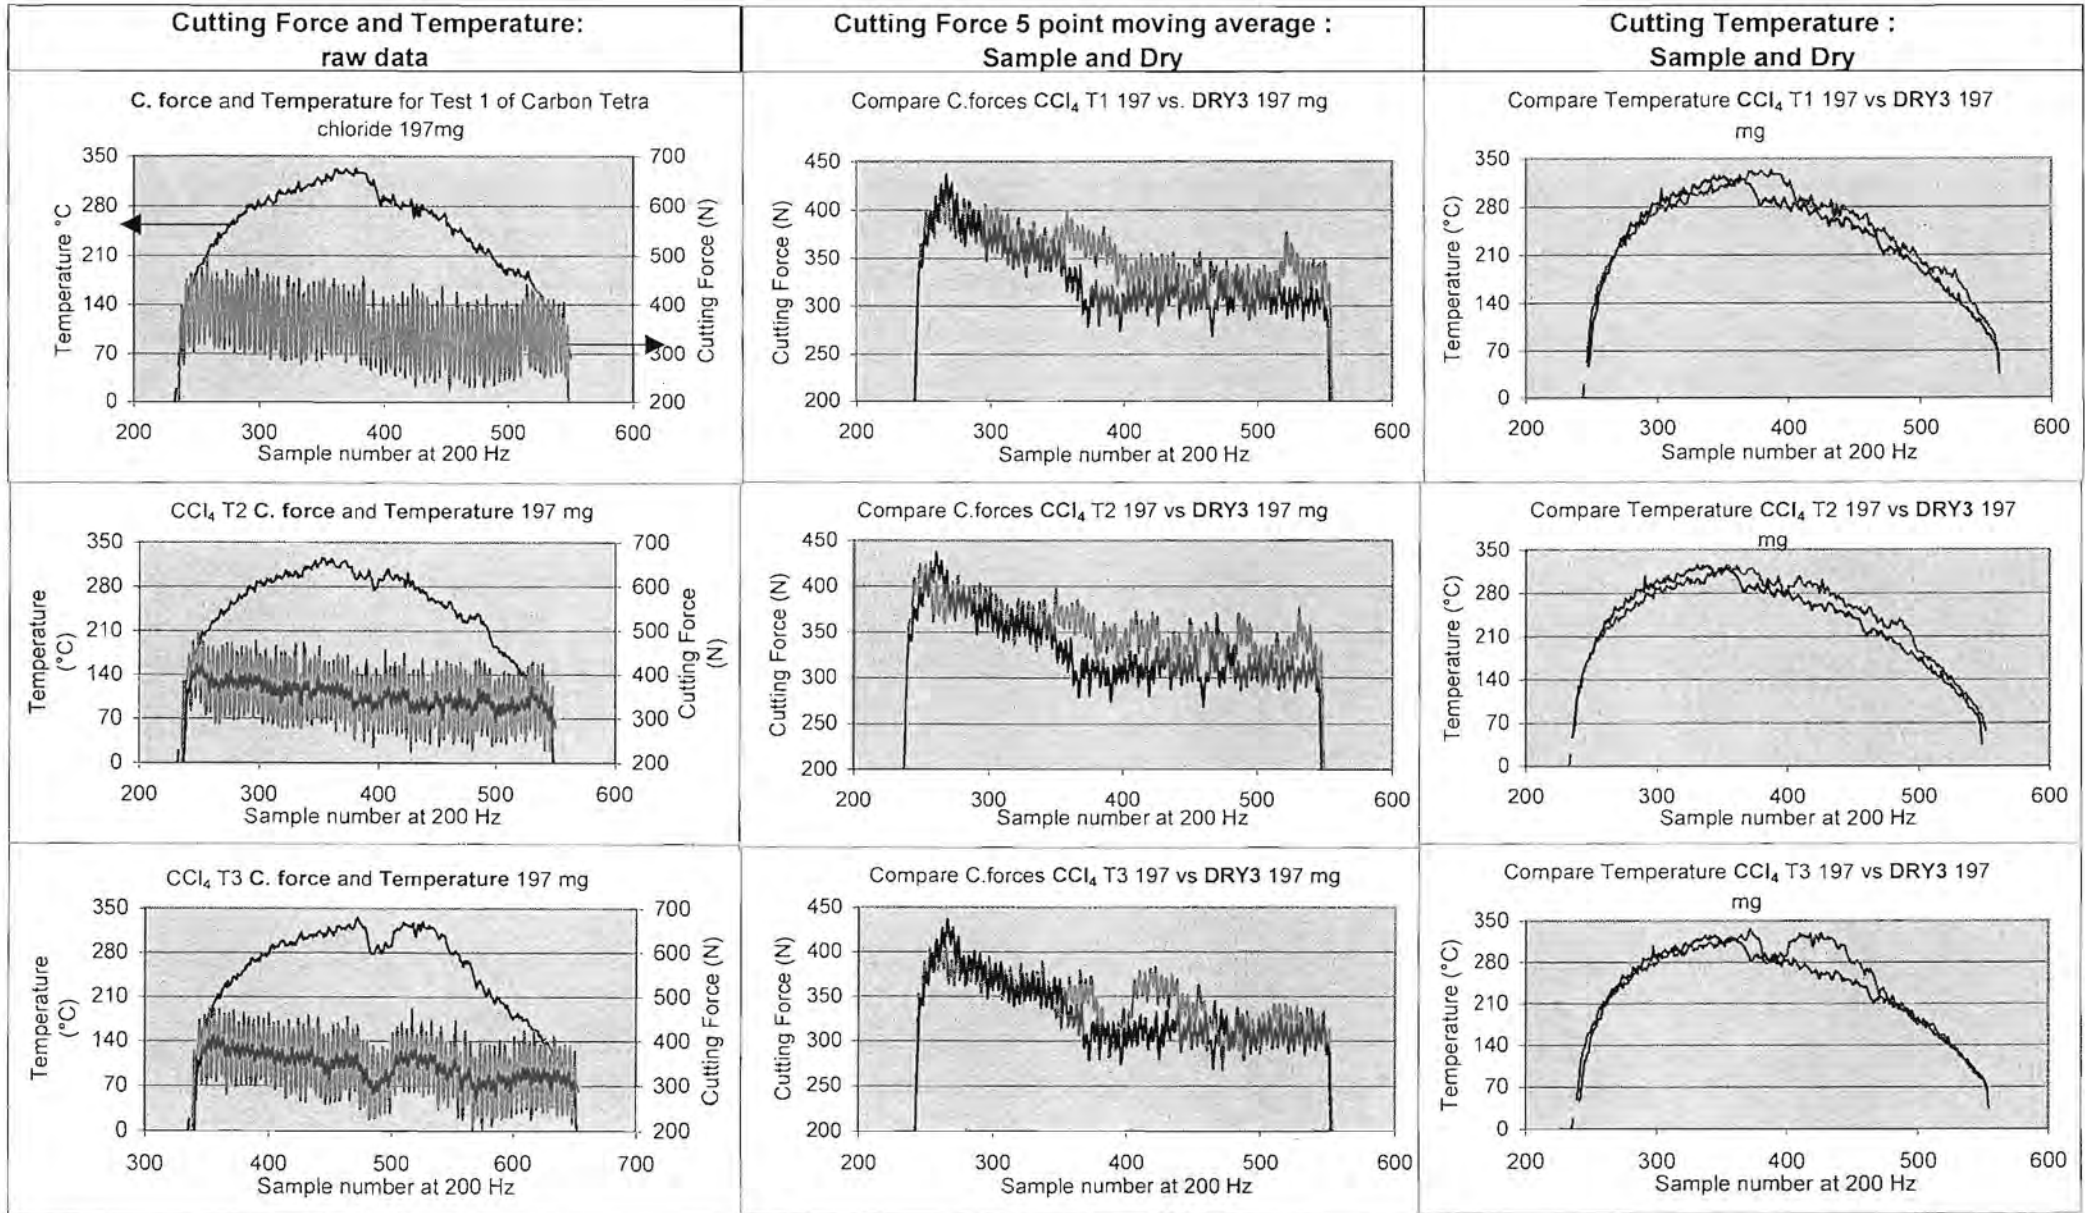 Cutting Force and Temperature:
raw data
Cutting Force 5 point moving average :
Sample and Dry
Cutting Temperature :
Sample and Dry
C. force and Temperature for Test 1 of Carbon Tetra
chloride 197mg
350
280
210
140
70
0
Temperature °C
700
600
500
400
300
200
Cutting Force (N)
200 300 400 500 600
Sample number at 200 Hz
Compare C.forces CCl₄ T1 197 vs. DRY3 197 mg
450
400
350
300
250
200
Cutting Force (N)
200 300 400 500 600
Sample number at 200 Hz
Compare Temperature CCl₄ T1 197 vs DRY3 197
mg
350
280
210
140
70
0
Temperature (°C)
200 300 400 500 600
Sample number at 200 Hz
CCl₄ T2 C. force and Temperature 197 mg
350
280
210
140
70
0
Temperature
(°C)
700
600
500
400
300
200
Cutting Force
(N)
200 300 400 500 600
Sample number at 200 Hz
Compare C.forces CCl₄ T2 197 vs DRY3 197 mg
450
400
350
300
250
200
Cutting Force (N)
200 300 400 500 600
Sample number at 200 Hz
Compare Temperature CCl₄ T2 197 vs DRY3 197
mg
350
280
210
140
70
0
Temperature (°C)
200 300 400 500 600
Sample number at 200 Hz
CCl₄ T3 C. force and Temperature 197 mg
350
280
210
140
70
0
Temperature
(°C)
700
600
500
400
300
200
Cutting Force (N)
300 400 500 600 700
Sample number at 200 Hz
Compare C.forces CCl₄ T3 197 vs DRY3 197 mg
450
400
350
300
250
200
Cutting Force (N)
200 300 400 500 600
Sample number at 200 Hz
Compare Temperature CCl₄ T3 197 vs DRY3 197
mg
350
280
210
140
70
0
Temperature (°C)
200 300 400 500 600
Sample number at 200 Hz